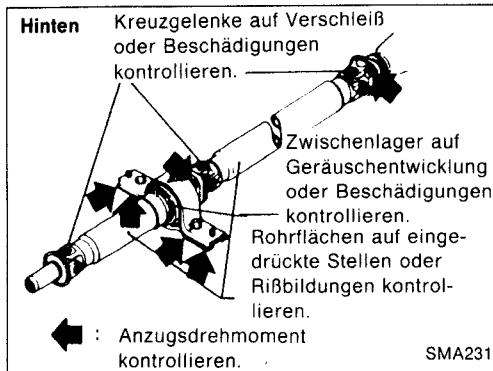 Hinten
Kreuzgelenke auf Verschleiß
oder Beschädigungen
kontrollieren.
Zwischenlager auf
Geräuschentwicklung
oder Beschädigungen
kontrollieren.
Rohrflächen auf einge-
drückte Stellen oder
Rißbildungen kontrol-
lieren.
: Anzugsdrehmoment
kontrollieren.
SMA231